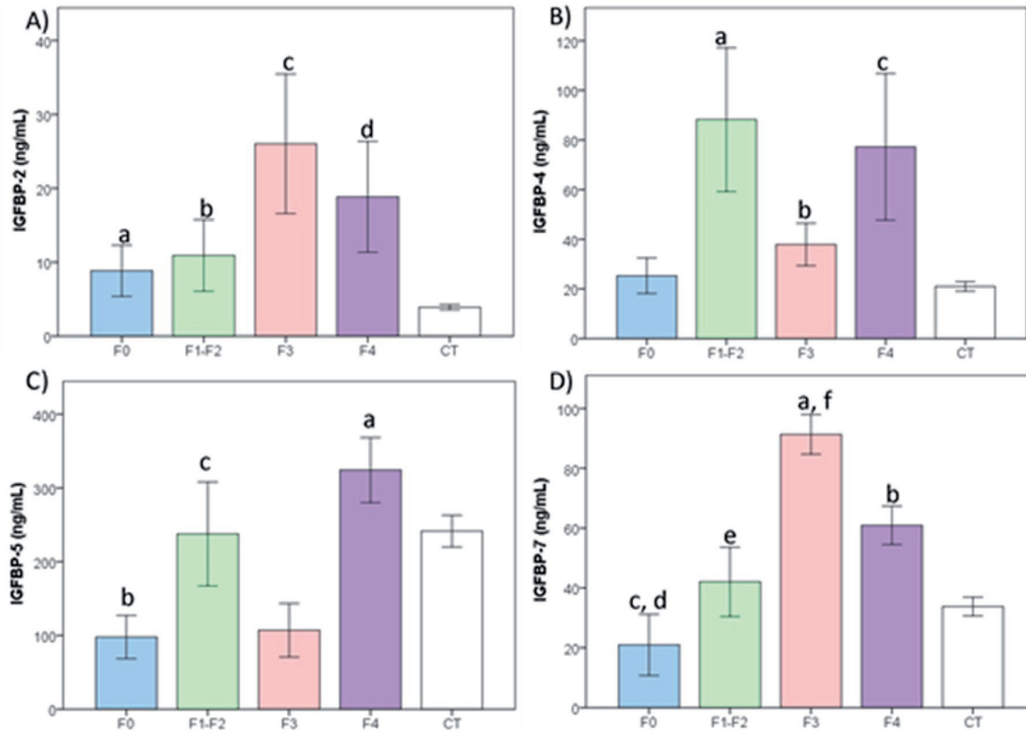 A)
IGFBP-2 (ng/mL)
40
30
20
10
0
a
b
c
d
F0 F1-F2 F3 F4 CT
B)
IGFBP-4 (ng/mL)
120
100
80
60
40
20
0
a
b
c
F0 F1-F2 F3 F4 CT
C)
IGFBP-5 (ng/mL)
400
300
200
100
0
b
c
a
F0 F1-F2 F3 F4 CT
D)
IGFBP-7 (ng/mL)
100
80
60
40
20
0
c, d
e
a, f
b
F0 F1-F2 F3 F4 CT